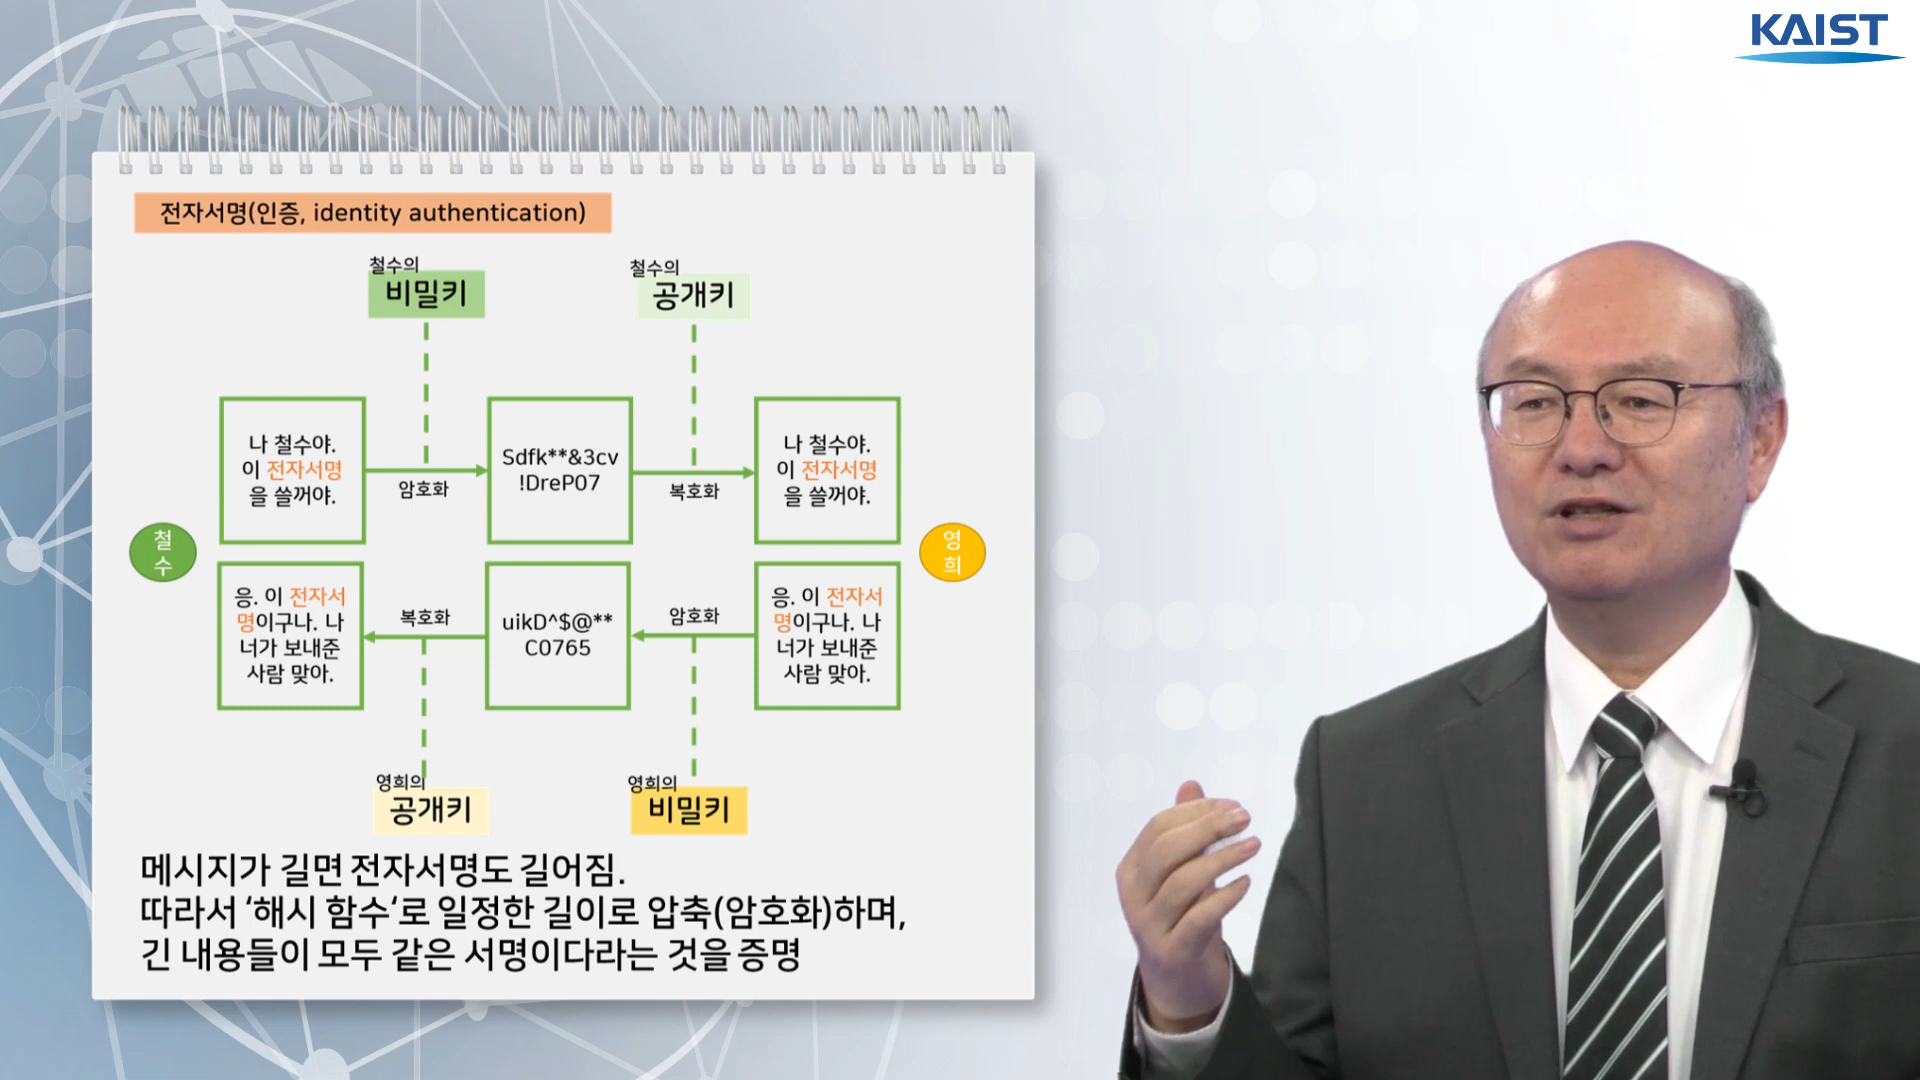 KAIST
전자서명(인증, identity authentication)
철수의
비밀키
철수의
공개키
나 철수야.
이 전자서명
을 쓸꺼야.
암호화
Sdfk**&3cv
!DreP07
복호화
나 철수야.
이 전자서명
을 쓸꺼야.
철
수
영
희
응. 이 전자서
명이구나. 나
너가 보내준
사람 맞아.
복호화
uikD^$@**
C0765
암호화
응. 이 전자서
명이구나. 나
너가 보내준
사람 맞아.
영희의
공개키
영희의
비밀키
메시지가 길면 전자서명도 길어짐.
따라서 ‘해시 함수‘로 일정한 길이로 압축(암호화)하며,
긴 내용들이 모두 같은 서명이다라는 것을 증명